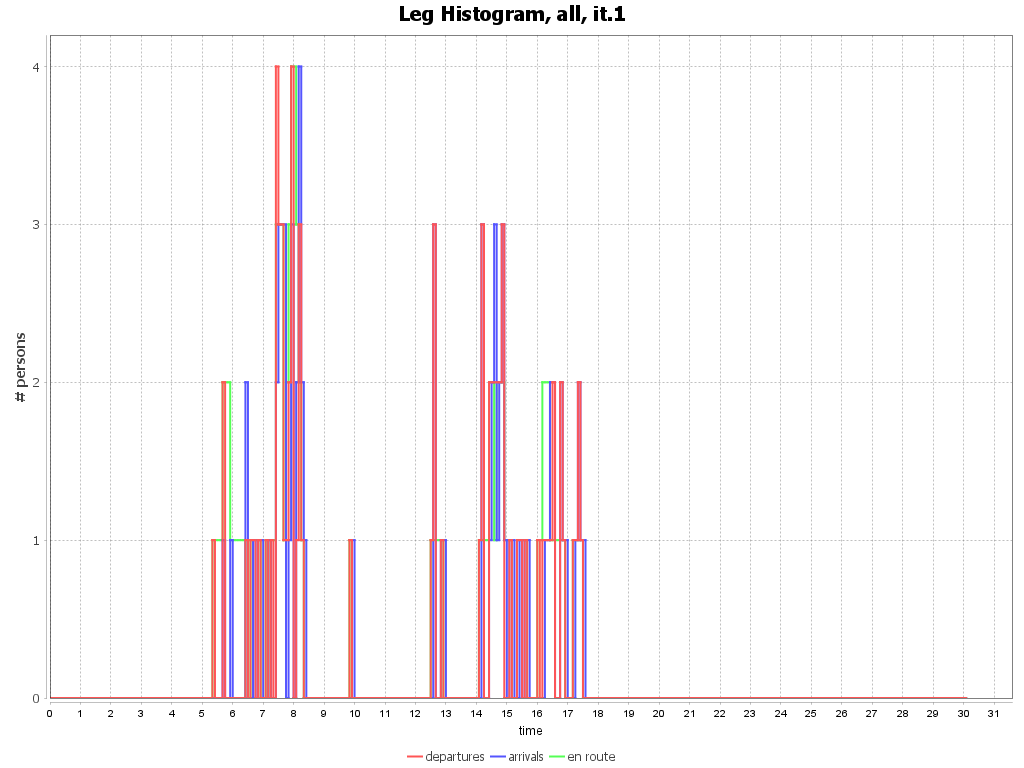 Leg Histogram, all, it.1
# persons
4
3
2
1
0
0 1 2 3 4 5 6 7 8 9 10 11 12 13 14 15 16 17 18 19 20 21 22 23 24 25 26 27 28 29 30 31
time
departures arrivals en route